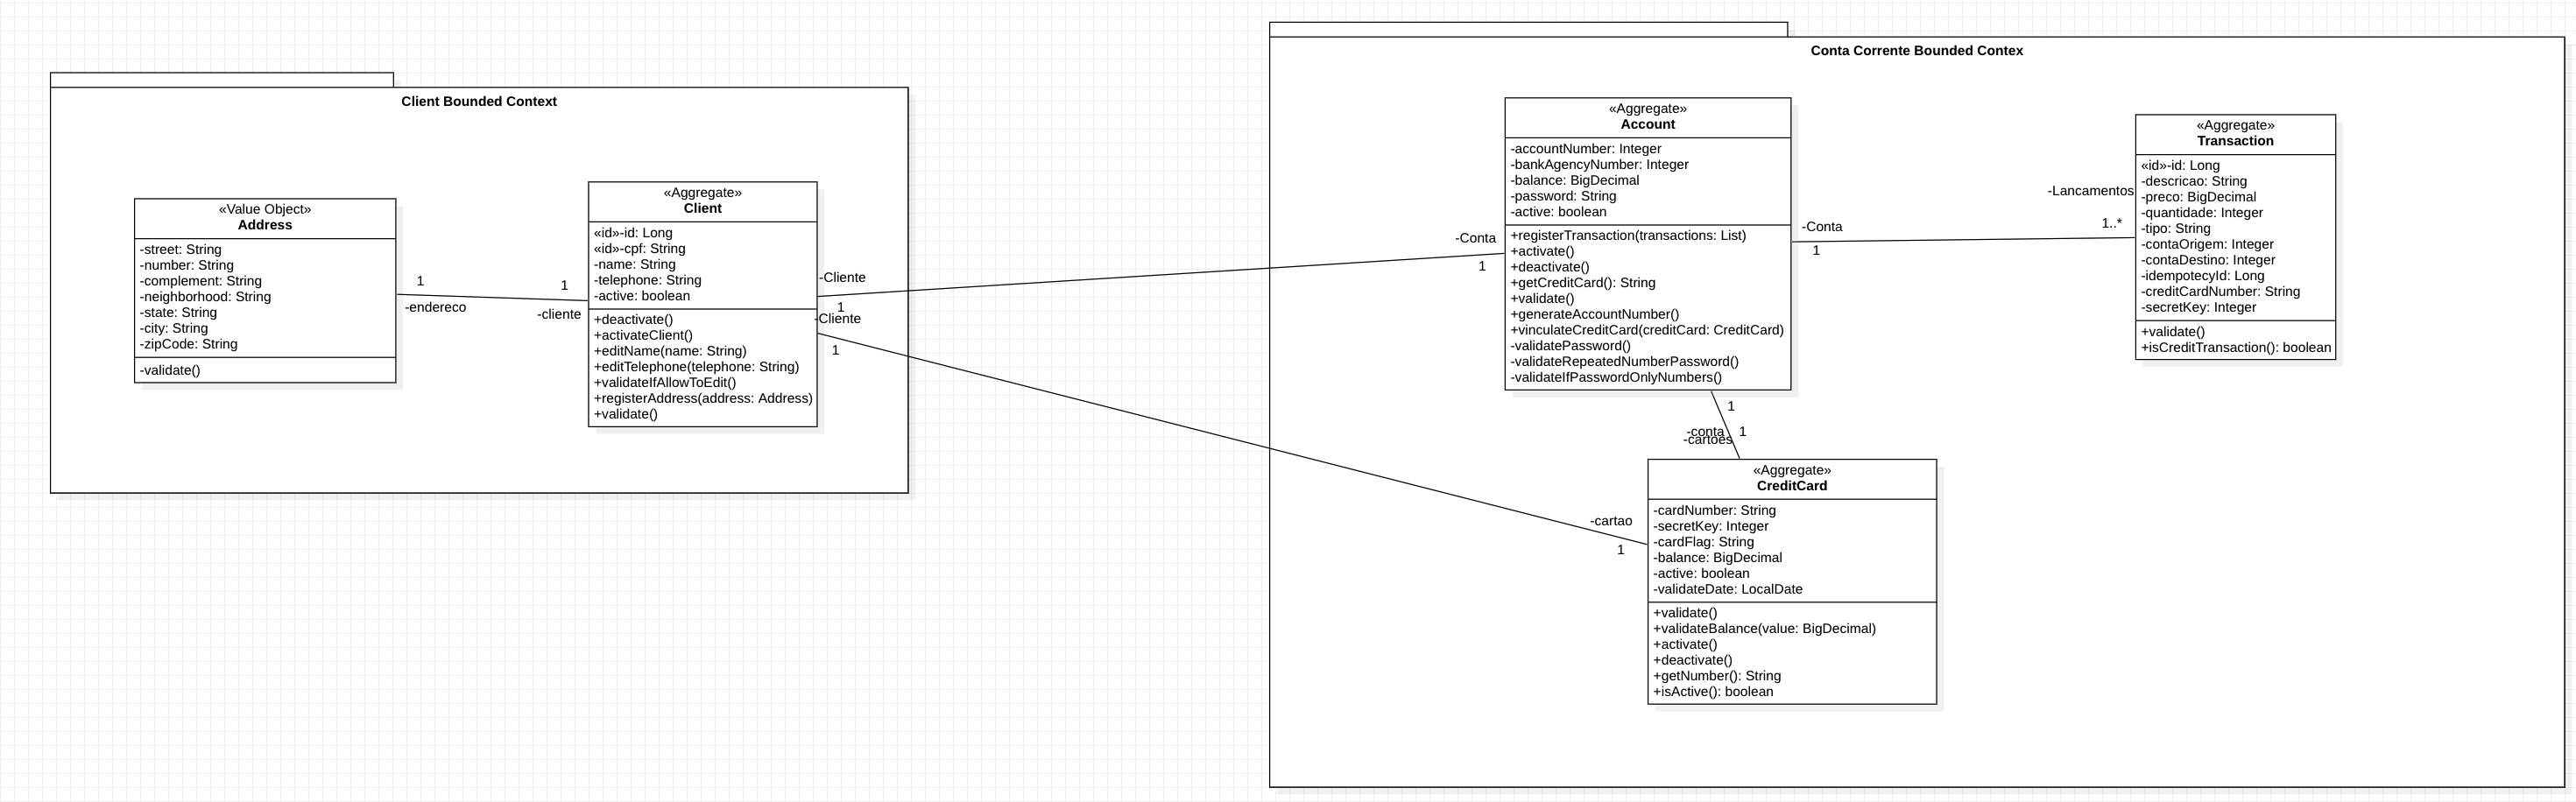 Client Bounded Context
«Value Object»
Address
-street: String
-number: String
-complement: String
-neighborhood: String
-state: String
-city: String
-zipCode: String
-validate()
1
-endereco
1
-cliente
«Aggregate»
Client
«id»-id: Long
«id»-cpf: String
-name: String
-telephone: String
-active: boolean
+deactivate()
+activateClient()
+editName(name: String)
+editTelephone(telephone: String)
+validateIfAllowToEdit()
+registerAddress(address: Address)
+validate()
-Cliente
1
-Cliente
1
Conta Corrente Bounded Contex
-Conta
1
«Aggregate»
Account
-accountNumber: Integer
-bankAgencyNumber: Integer
-balance: BigDecimal
-password: String
-active: boolean
+registerTransaction(transactions: List)
+activate()
+deactivate()
+getCreditCard(): String
+validate()
+generateAccountNumber()
+vinculateCreditCard(creditCard: CreditCard)
-validatePassword()
-validateRepeatedNumberPassword()
-validateIfPasswordOnlyNumbers()
-Conta
1
-Lancamentos
1..*
«Aggregate»
Transaction
«id»-id: Long
-descricao: String
-preco: BigDecimal
-quantidade: Integer
-tipo: String
-contaOrigem: Integer
-contaDestino: Integer
-idempotecyId: Long
-creditCardNumber: String
-secretKey: Integer
+validate()
+isCreditTransaction(): boolean
1
-conta
1
-cartoes
-cartao
1
«Aggregate»
CreditCard
-cardNumber: String
-secretKey: Integer
-cardFlag: String
-balance: BigDecimal
-active: boolean
-validateDate: LocalDate
+validate()
+validateBalance(value: BigDecimal)
+activate()
+deactivate()
+getNumber(): String
+isActive(): boolean